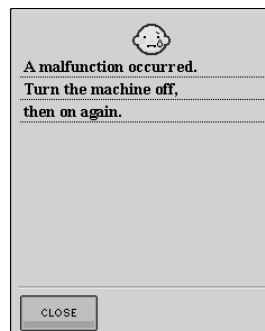 A malfunction occurred.
Turn the machine off,
then on again.
CLOSE